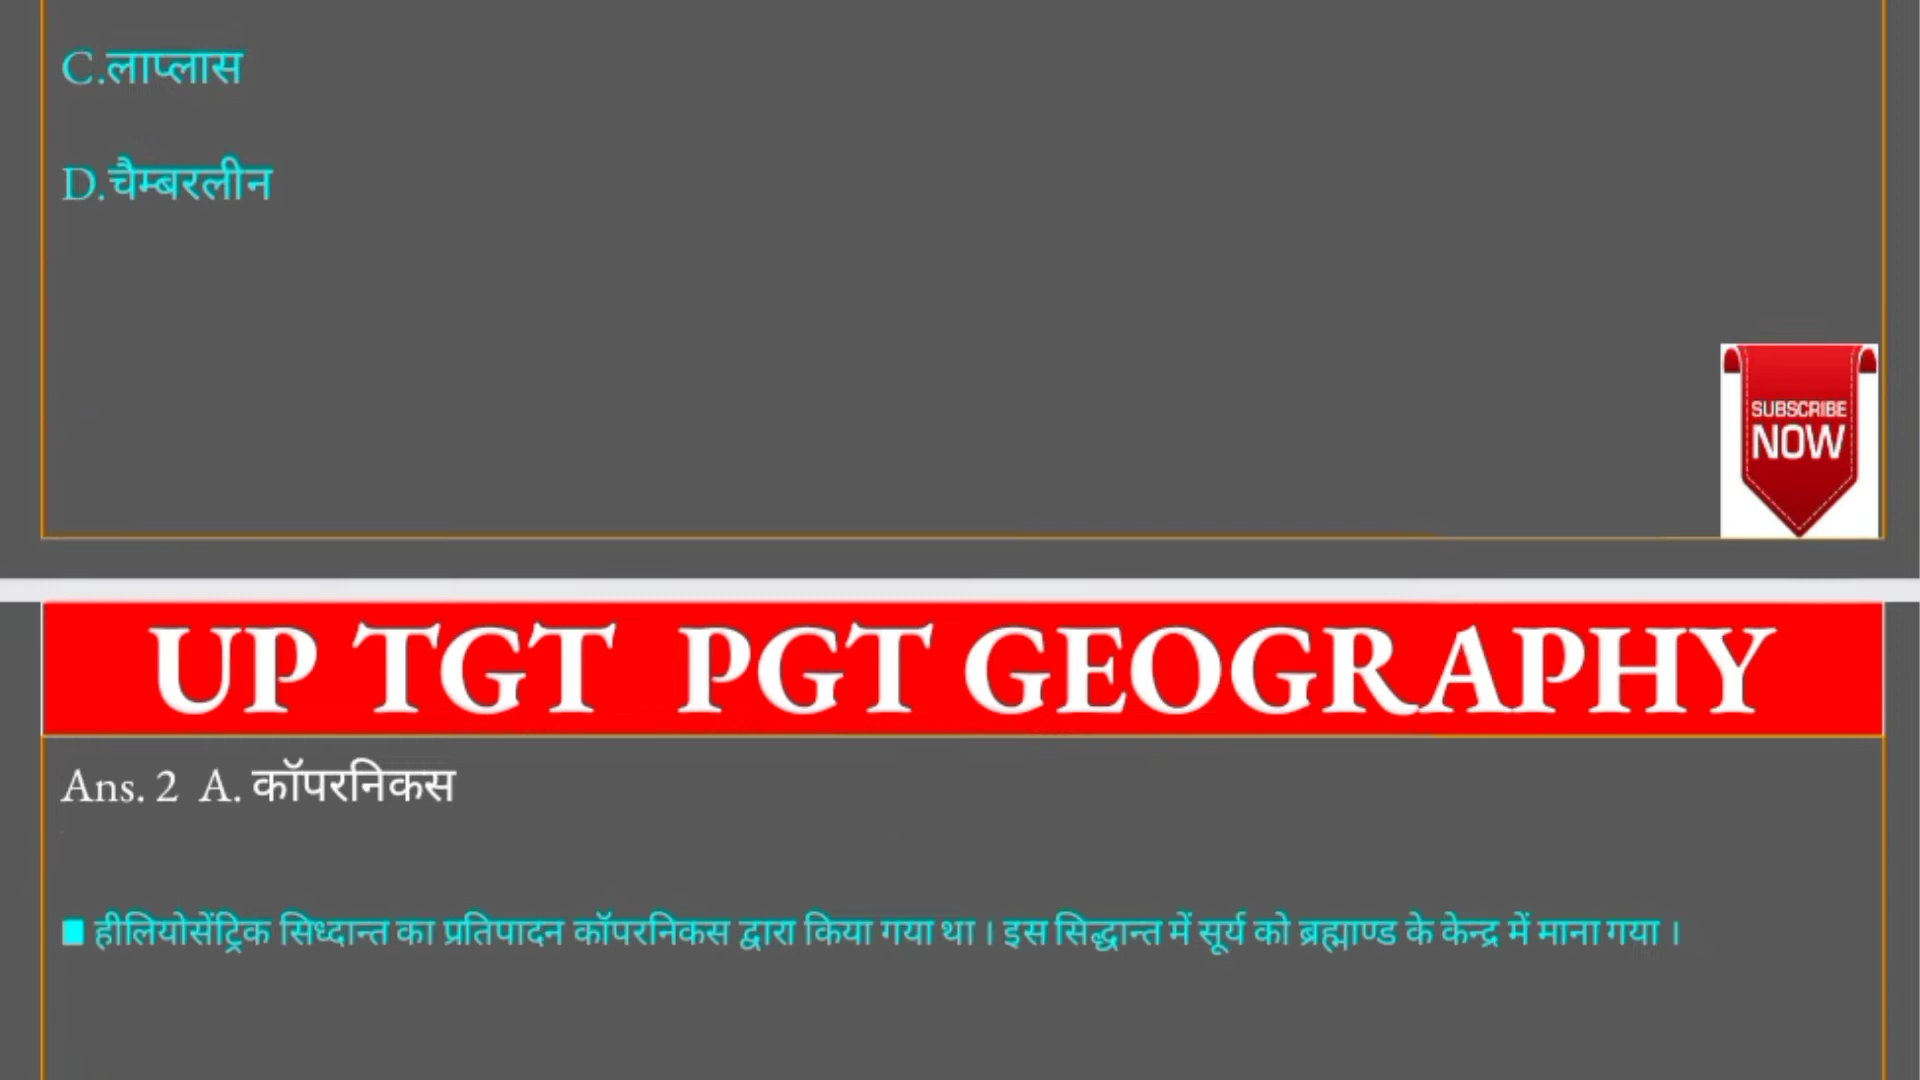 C.लाप्लास
D.चैम्बरलीन
SUBSCRIBE
NOW
UP TGT PGT GEOGRAPHY
Ans. 2 A. कॉपरनिकस
■ हीलियोसेंट्रिक सिध्दान्त का प्रतिपादन कॉपरनिकस द्वारा किया गया था । इस सिद्धान्त में सूर्य को ब्रह्माण्ड के केन्द्र में माना गया ।